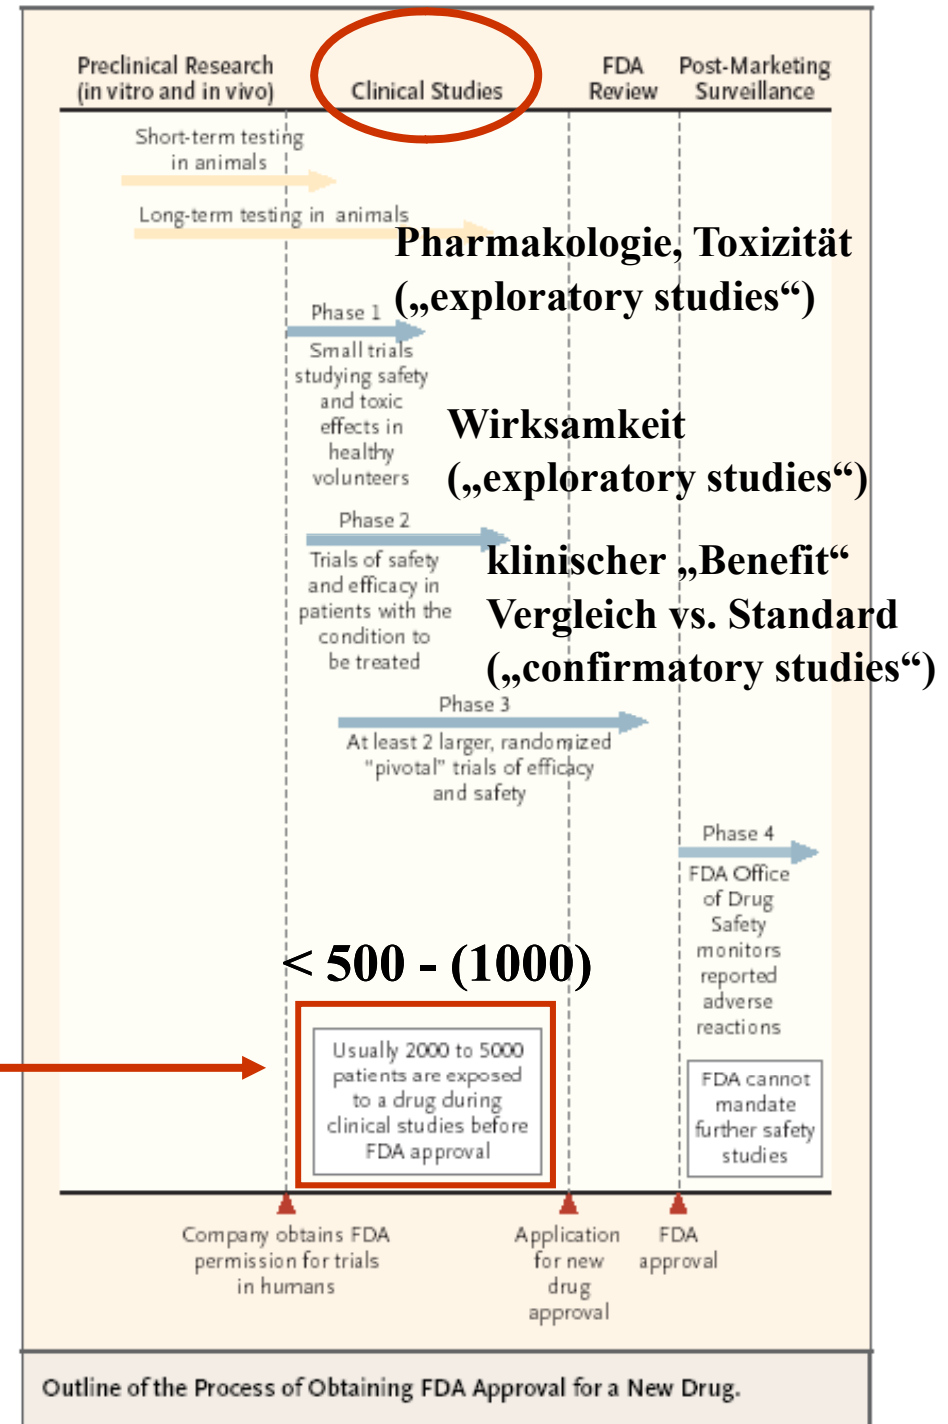 Preclinical Research
(in vitro and in vivo)
Clinical Studies
FDA
Review
Post-Marketing
Surveillance
Short-term testing
in animals
Long-term testing in animals
Pharmakologie, Toxizität
(„exploratory studies“)
Phase 1
Small trials
studying safety
and toxic
effects in
healthy
volunteers
Wirksamkeit
(„exploratory studies“)
Phase 2
Trials of safety
and efficacy in
patients with the
condition to
be treated
klinischer „Benefit“
Vergleich vs. Standard
(„confirmatory studies“)
Phase 3
At least 2 larger, randomized
“pivotal” trials of efficacy
and safety
Phase 4
FDA Office
of Drug
Safety
monitors
reported
adverse
reactions
< 500 - (1000)
Usually 2000 to 5000
patients are exposed
to a drug during
clinical studies before
FDA approval
FDA cannot
mandate
further safety
studies
Company obtains FDA
permission for trials
in humans
Application
for new
drug
approval
FDA
approval
Outline of the Process of Obtaining FDA Approval for a New Drug.